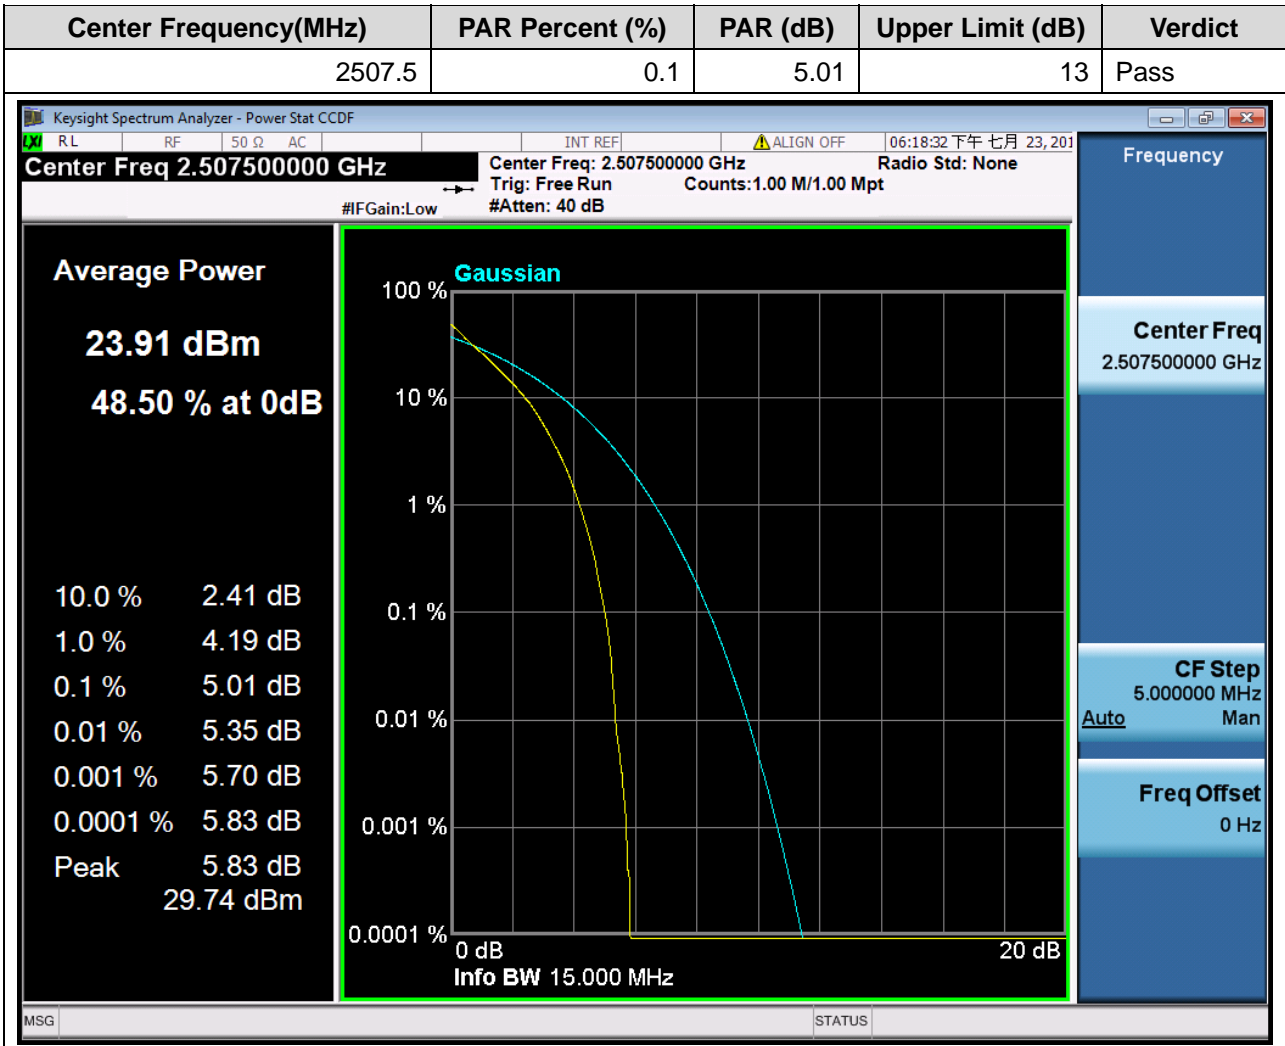 Center Frequency(MHz) PAR Percent (%) PAR (dB) Upper Limit (dB) Verdict
2507.5 0.1 5.01 13 Pass
Keysight Spectrum Analyzer - Power Stat CCDF
LXI RL RF 50 Ω AC INT REF ALIGN OFF 06:18:32 下午 七月 23, 201
Center Freq 2.507500000 GHz
Center Freq: 2.507500000 GHz Radio Std: None
Trig: Free Run Counts:1.00 M/1.00 Mpt
#IFGain:Low #Atten: 40 dB
Frequency
Average Power
23.91 dBm
48.50 % at 0dB
10.0 % 2.41 dB
1.0 % 4.19 dB
0.1 % 5.01 dB
0.01 % 5.35 dB
0.001 % 5.70 dB
0.0001 % 5.83 dB
Peak 5.83 dB
29.74 dBm
Gaussian
100 %
10 %
1 %
0.1 %
0.01 %
0.001 %
0.0001 %
0 dB 20 dB
Info BW 15.000 MHz
Center Freq
2.507500000 GHz
CF Step
5.000000 MHz
Auto Man
Freq Offset
0 Hz
MSG STATUS